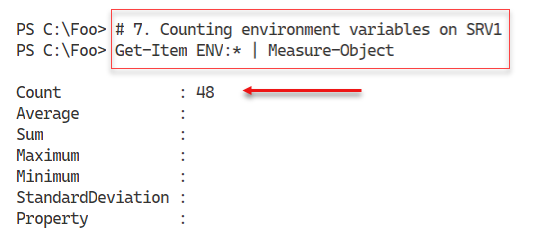 PS C:\Foo> # 7. Counting environment variables on SRV1
PS C:\Foo> Get-Item ENV:* | Measure-Object
Count             : 48
Average           :
Sum               :
Maximum           :
Minimum           :
StandardDeviation :
Property          :